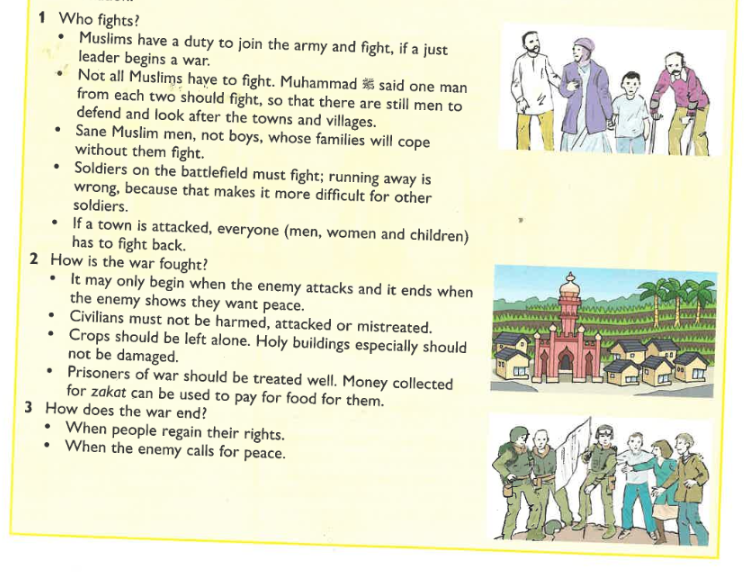 1 Who fights?
• Muslims have a duty to join the army and fight, if a just
leader begins a war.
• Not all Muslims have to fight. Muhammad ﷺ said one man
from each two should fight, so that there are still men to
defend and look after the towns and villages.
• Sane Muslim men, not boys, whose families will cope
without them fight.
• Soldiers on the battlefield must fight; running away is
wrong, because that makes it more difficult for other
soldiers.
• If a town is attacked, everyone (men, women and children)
has to fight back.
2 How is the war fought?
• It may only begin when the enemy attacks and it ends when
the enemy shows they want peace.
• Civilians must not be harmed, attacked or mistreated.
• Crops should be left alone. Holy buildings especially should
not be damaged.
• Prisoners of war should be treated well. Money collected
for zakat can be used to pay for food for them.
3 How does the war end?
• When people regain their rights.
• When the enemy calls for peace.